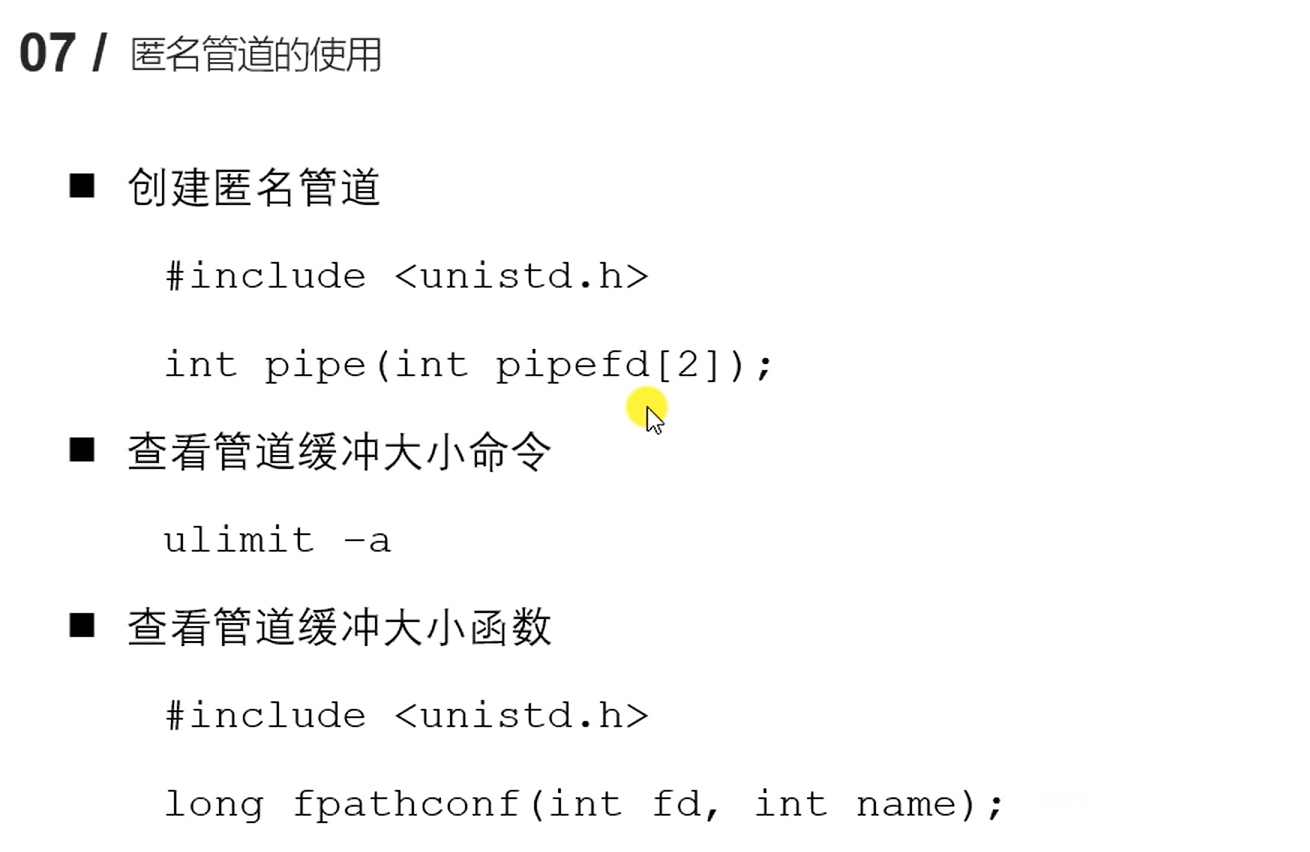 07 / 匿名管道的使用
■ 创建匿名管道
#include <unistd.h>
int pipe(int pipefd[2]);
■ 查看管道缓冲大小命令
ulimit –a
■ 查看管道缓冲大小函数
#include <unistd.h>
long fpathconf(int fd, int name);